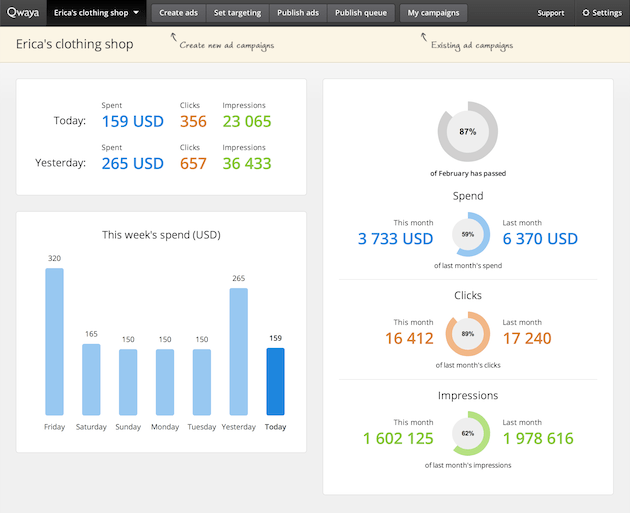 Qwaya Erica's clothing shop Create ads Set targeting Publish ads Publish queue My campaigns Support Settings
Erica's clothing shop Create new ad campaigns Existing ad campaigns
Spent Clicks Impressions
Today: 159 USD 356 23 065
Spent Clicks Impressions
Yesterday: 265 USD 657 36 433
This week's spend (USD)
320
165
150
150
150
265
159
Friday Saturday Sunday Monday Tuesday Yesterday Today
87%
of February has passed
Spend
This month Last month
3 733 USD 59% 6 370 USD
of last month's spend
Clicks
This month Last month
16 412 89% 17 240
of last month's clicks
Impressions
This month Last month
1 602 125 62% 1 978 616
of last month's impressions